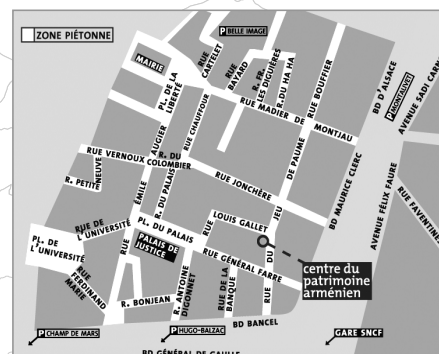 ZONE PIÉTONNE
P BELLE IMAGE
MAIRIE
RUE CARTELET
RUE BAYARD
R. FR. LES DIGUIÈRES
R. DU HA HA
RUE BOUFFIER
BD D'ALSACE
P MONTALIVET
AVENUE SADI CARN
PL. DE LA LIBERTÉ
RUE CHAUFFOUR
RUE MADIER DE MONTJAU
AUGIER
ÉMILE
RUE VERNOUX COLOMBIER
R. DU
R. DU PALAIS
RUE JONCHÈRE
DE PAUME
BD MAURICE CLERC
AVENUE FÉLIX FAURE
RUE FAVENTINES
R. PETITE
NEUVE
RUE DE L'UNIVERSITÉ
PL. DE L'UNIVERSITÉ
RUE
PALAIS DE JUSTICE
PL. DU PALAIS
RUE
LOUIS GALLET
JEU
DU
RUE
RUE GÉNÉRAL FARRE
centre du
patrimoine
arménien
RUE FERDINAND MARIE
R. BONJEAN
R. ANTOINE DIGONNET
RUE DE LA BANQUE
BD BANCEL
P CHAMP DE MARS
P HUGO-BALZAC
GARE SNCF
BD GÉNÉRAL DE GAULLE